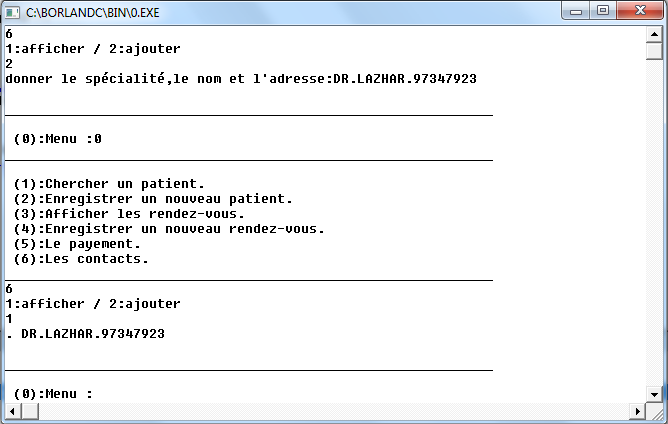 C:\BORLANDC\BIN\0.EXE
6
1:afficher / 2:ajouter
2
donner le spécialité,le nom et l'adresse:DR.LAZHAR.97347923
(0):Menu :0
(1):Chercher un patient.
(2):Enregistrer un nouveau patient.
(3):Afficher les rendez-vous.
(4):Enregistrer un nouveau rendez-vous.
(5):Le payement.
(6):Les contacts.
6
1:afficher / 2:ajouter
1
. DR.LAZHAR.97347923
(0):Menu :